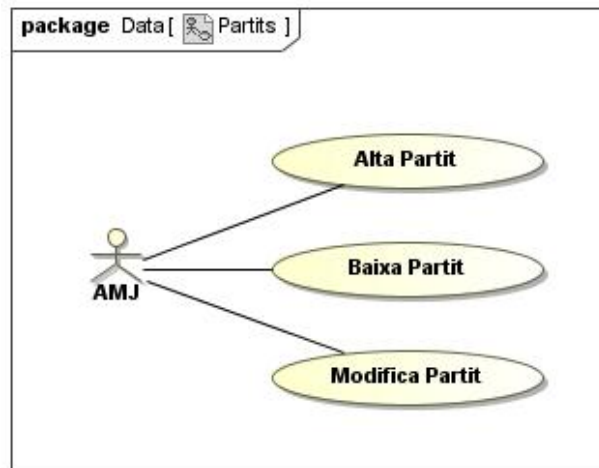 package Data [ Partits ]
Alta Partit
Baixa Partit
AMJ
Modifica Partit